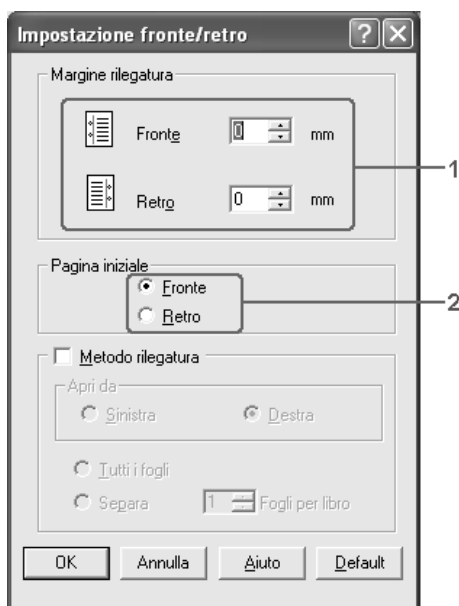 Impostazione fronte/retro
Margine rilegatura
Fronte 0 mm
1
Retro 0 mm
Pagina iniziale
Fronte
2
Retro
Metodo rilegatura
Apri da
Sinistra Destra
Tutti i fogli
Separa 1 Fogli per libro
OK Annulla Aiuto Default